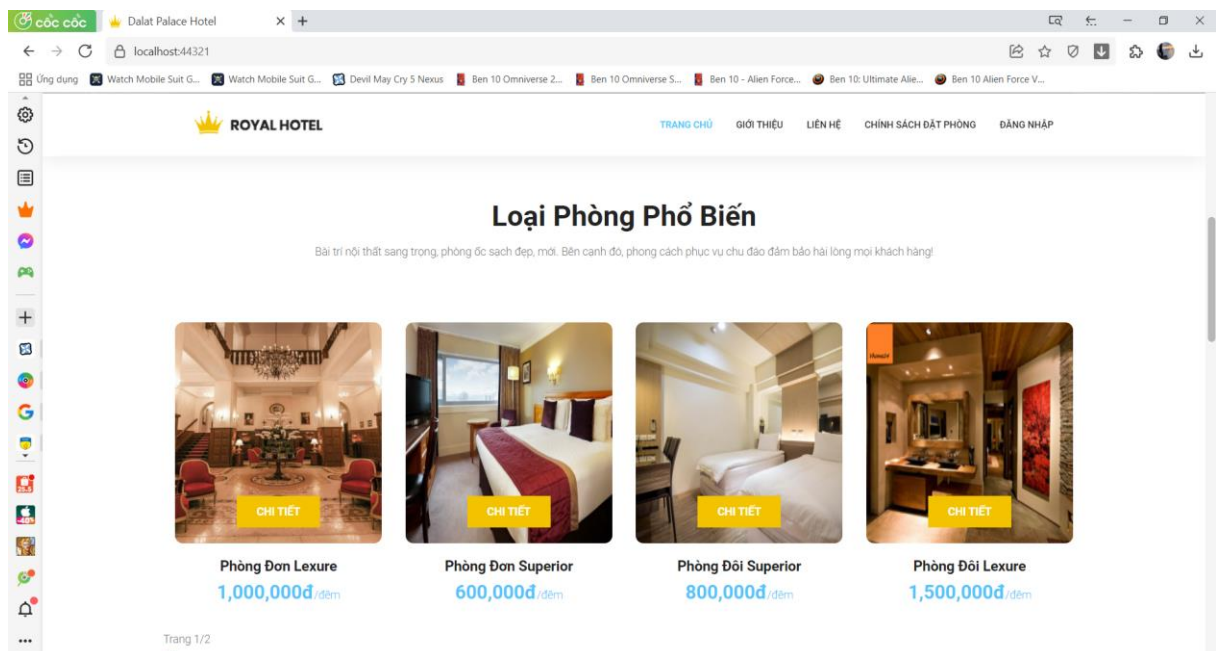 cốc cốc
Dalat Palace Hotel
localhost:44321
Ứng dụng Watch Mobile Suit G... Watch Mobile Suit G... Devil May Cry 5 Nexus Ben 10 Omniverse 2... Ben 10 Omniverse S... Ben 10 - Alien Force... Ben 10: Ultimate Alie... Ben 10 Alien Force V...
ROYAL HOTEL
TRANG CHỦ GIỚI THIỆU LIÊN HỆ CHÍNH SÁCH ĐẶT PHÒNG ĐĂNG NHẬP
Loại Phòng Phổ Biến
Bài trí nội thất sang trọng, phòng ốc sạch đẹp, mới. Bên cạnh đó, phong cách phục vụ chu đáo đảm bảo hài lòng mọi khách hàng!
CHI TIẾT CHI TIẾT CHI TIẾT CHI TIẾT
Phòng Đơn Lexure Phòng Đơn Superior Phòng Đôi Superior Phòng Đôi Lexure
1,000,000đ/đêm 600,000đ/đêm 800,000đ/đêm 1,500,000đ/đêm
Trang 1/2